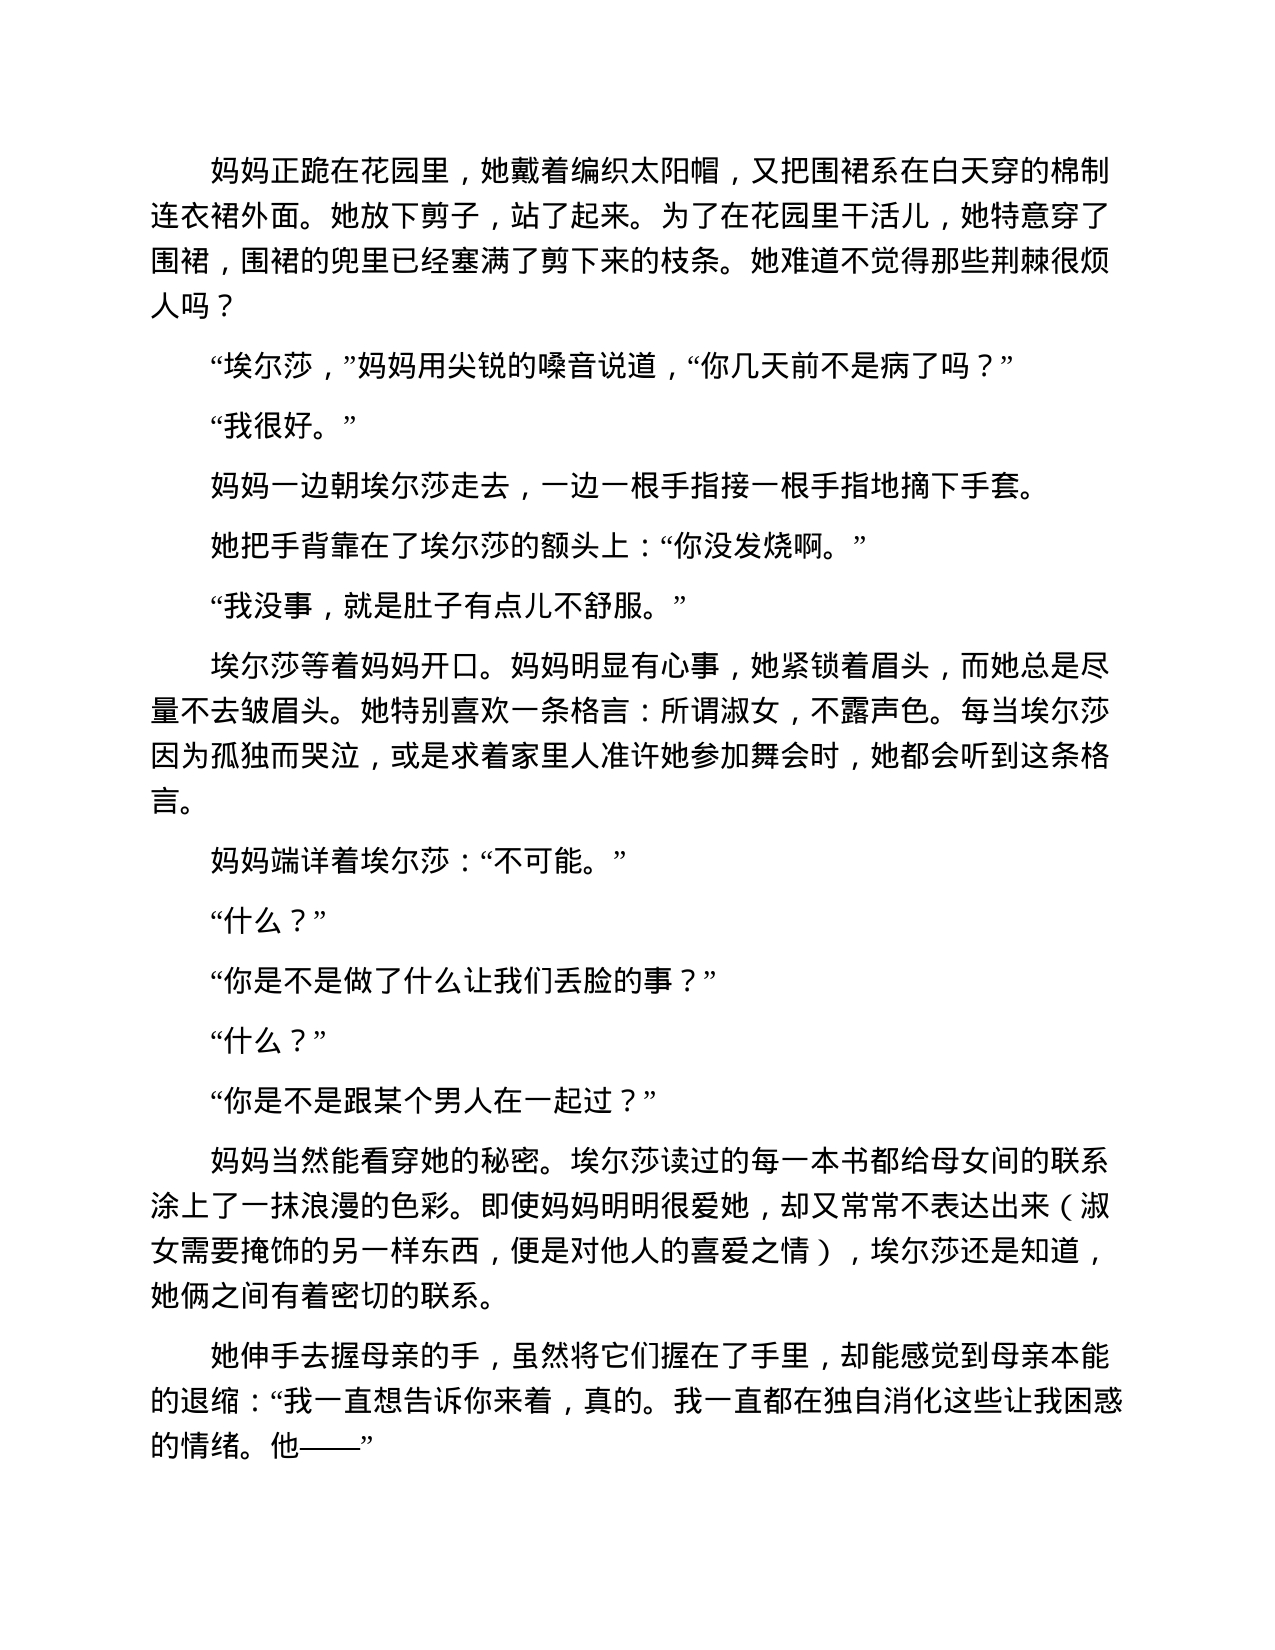 妈妈正跪在花园里，她戴着编织太阳帽，又把围裙系在白天穿的棉制
连衣裙外面。她放下剪子，站了起来。为了在花园里干活儿，她特意穿了
围裙，围裙的兜里已经塞满了剪下来的枝条。她难道不觉得那些荆棘很烦
人吗？
“埃尔莎，”妈妈用尖锐的嗓音说道，“你几天前不是病了吗？”
“我很好。”
妈妈一边朝埃尔莎走去，一边一根手指接一根手指地摘下手套。
她把手背靠在了埃尔莎的额头上：“你没发烧啊。”
“我没事，就是肚子有点儿不舒服。”
埃尔莎等着妈妈开口。妈妈明显有心事，她紧锁着眉头，而她总是尽
量不去皱眉头。她特别喜欢一条格言：所谓淑女，不露声色。每当埃尔莎
因为孤独而哭泣，或是求着家里人准许她参加舞会时，她都会听到这条格
言。
妈妈端详着埃尔莎：“不可能。”
“什么？”
“你是不是做了什么让我们丢脸的事？”
“什么？”
“你是不是跟某个男人在一起过？”
妈妈当然能看穿她的秘密。埃尔莎读过的每一本书都给母女间的联系
涂上了一抹浪漫的色彩。即使妈妈明明很爱她，却又常常不表达出来（淑
女需要掩饰的另一样东西，便是对他人的喜爱之情），埃尔莎还是知道，
她俩之间有着密切的联系。
她伸手去握母亲的手，虽然将它们握在了手里，却能感觉到母亲本能
的退缩：“我一直想告诉你来着，真的。我一直都在独自消化这些让我困惑
的情绪。他——”